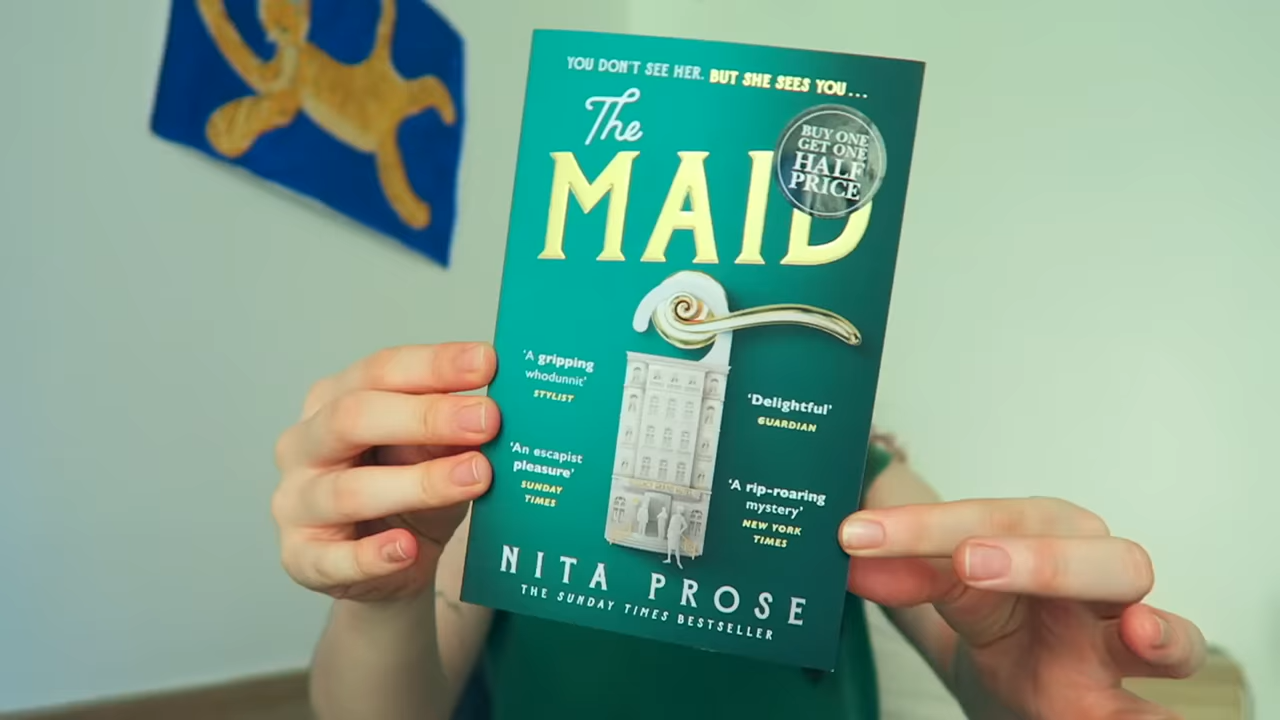 YOU DON'T SEE HER. BUT SHE SEES YOU...
The
MAID
BUY ONE
GET ONE
HALF
PRICE
'A gripping
whodunnit'
STYLIST
'Delightful'
GUARDIAN
'An escapist
pleasure'
SUNDAY
TIMES
'A rip-roaring
mystery'
NEW YORK
TIMES
NITA PROSE
THE SUNDAY TIMES BESTSELLER